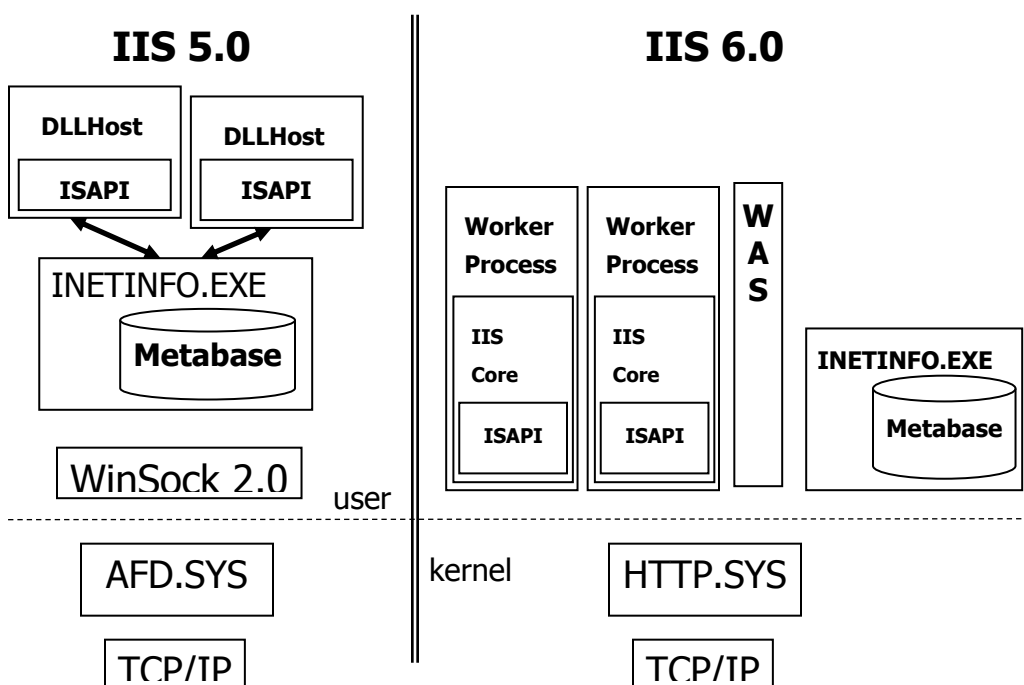 IIS 5.0
DLLHost
ISAPI
DLLHost
ISAPI
INETINFO.EXE
Metabase
WinSock 2.0
user
AFD.SYS
TCP/IP
IIS 6.0
Worker
Process
IIS
Core
ISAPI
Worker
Process
IIS
Core
ISAPI
W
A
S
INETINFO.EXE
Metabase
kernel
HTTP.SYS
TCP/IP